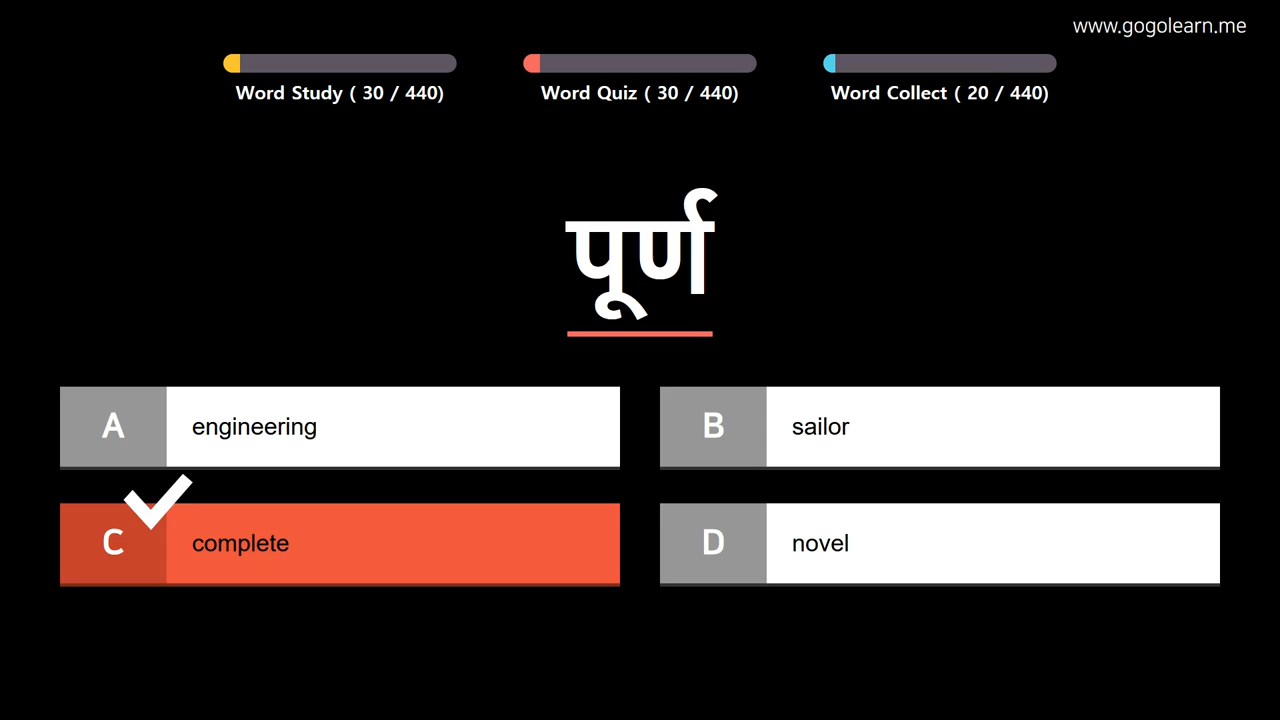 www.gogolearn.me
Word Study ( 30 / 440)
Word Quiz ( 30 / 440)
Word Collect ( 20 / 440)
पूर्ण
A engineering
B sailor
C complete
D novel